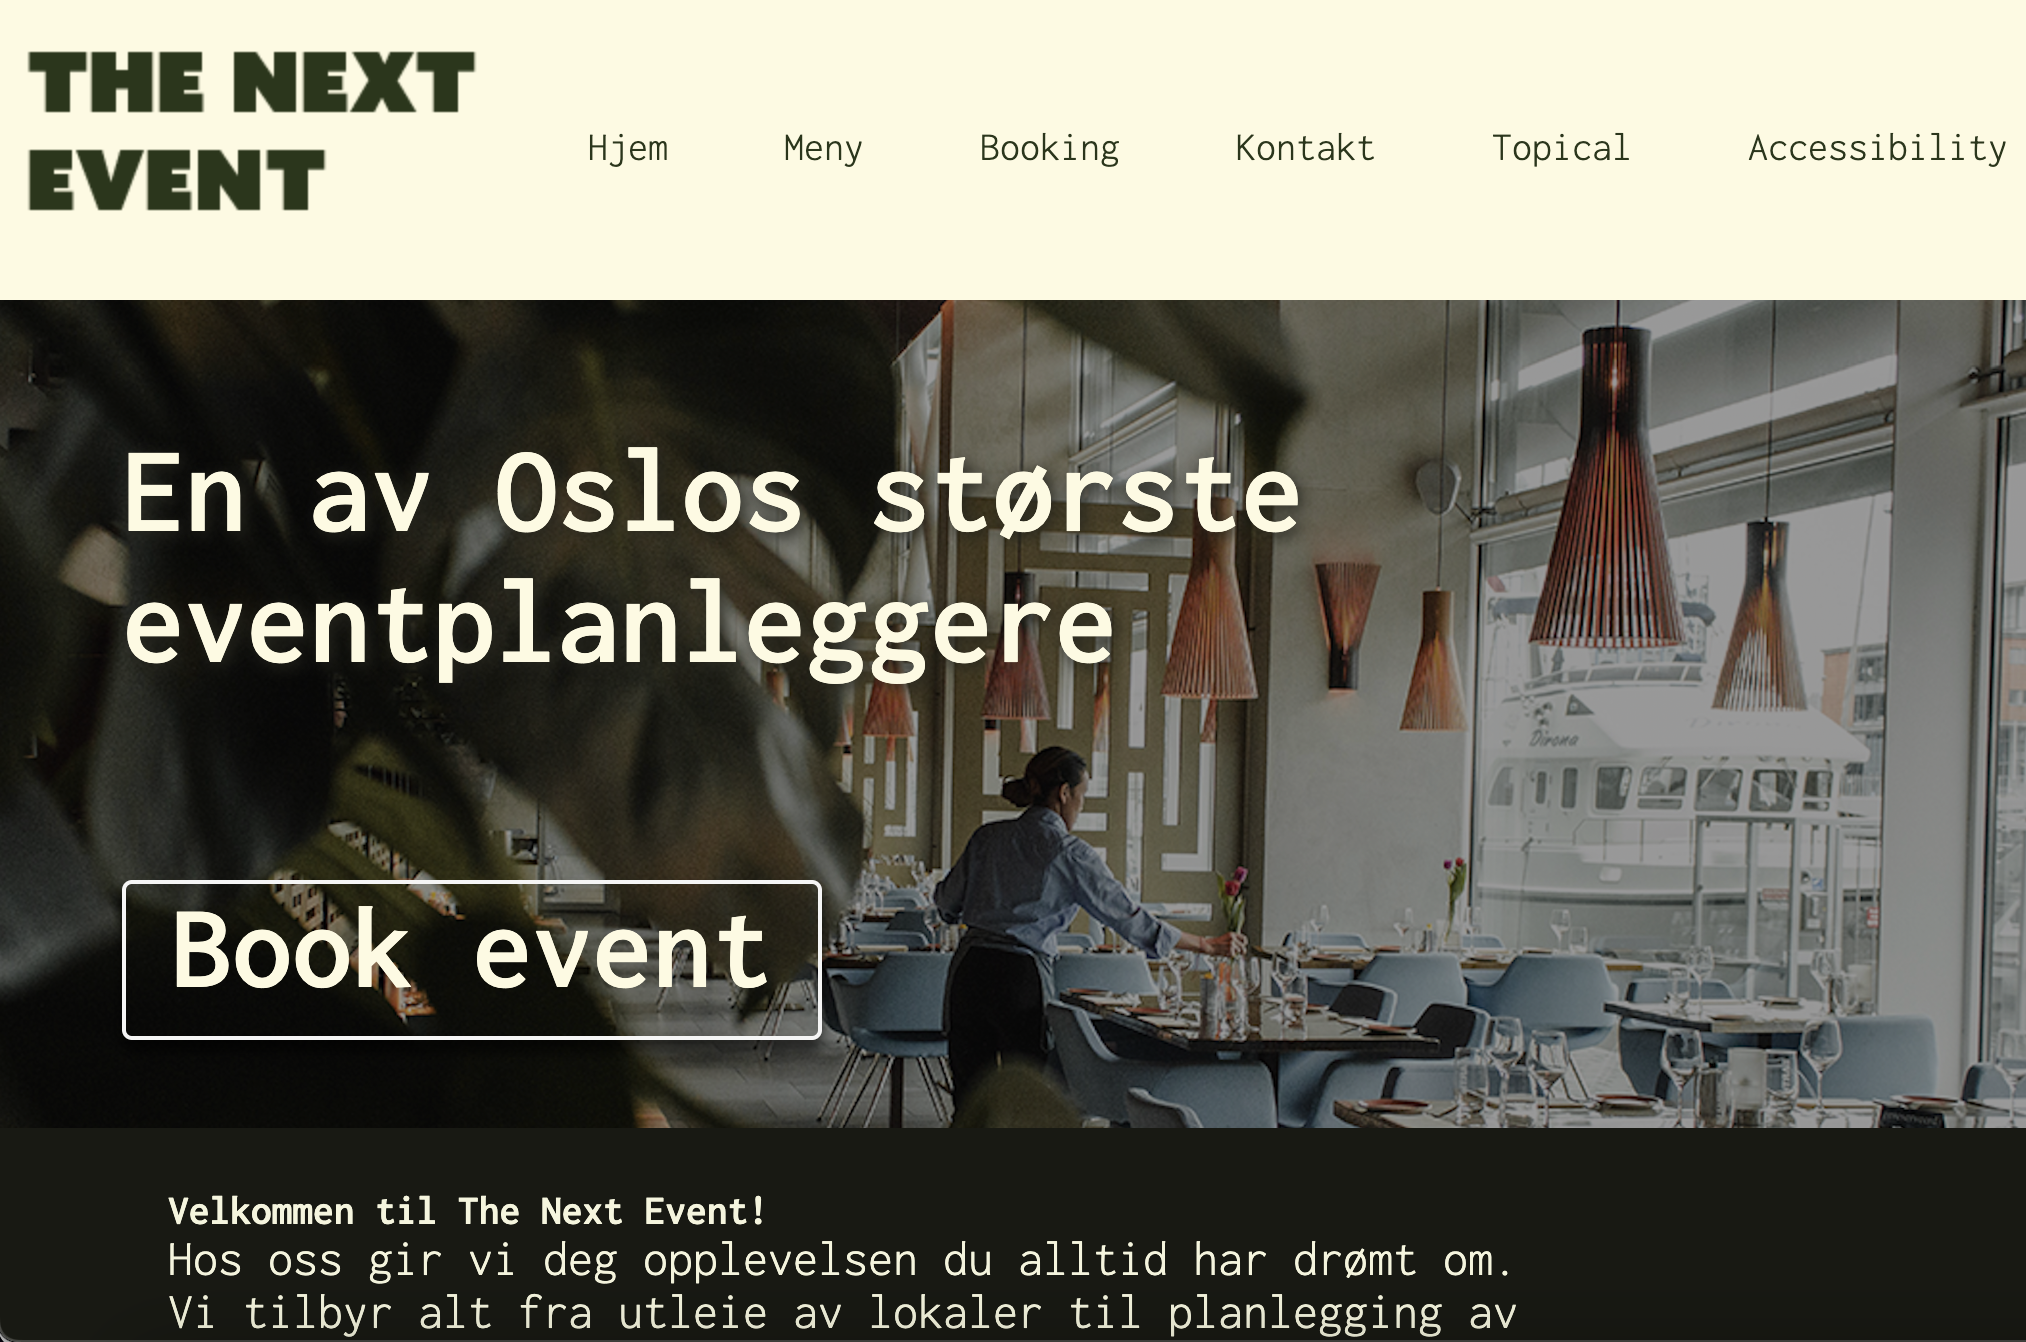 THE NEXT
EVENT
Hjem Meny Booking Kontakt Topical Accessibility
En av Oslos største
eventplanleggere
Dirona
Book event
Velkommen til The Next Event!
Hos oss gir vi deg opplevelsen du alltid har drømt om.
Vi tilbyr alt fra utleie av lokaler til planlegging av